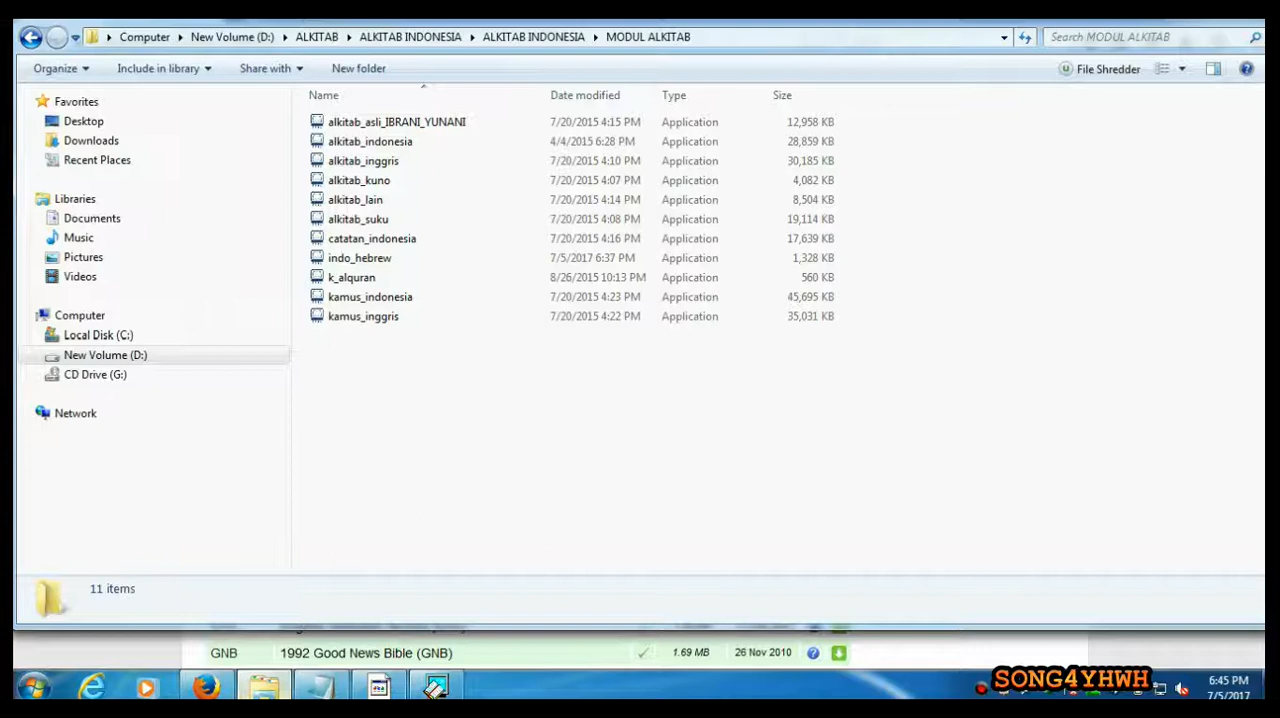 Computer New Volume (D:) ALKITAB ALKITAB INDONESIA ALKITAB INDONESIA MODUL ALKITAB Search MODUL ALKITAB
Organize Include in library Share with New folder File Shredder
Name Date modified Type Size
Favorites
Desktop
Downloads
Recent Places
Libraries
Documents
Music
Pictures
Videos
Computer
Local Disk (C:)
New Volume (D:)
CD Drive (G:)
Network
alkitab_asli_IBRANI_YUNANI 7/20/2015 4:15 PM Application 12,958 KB
alkitab_indonesia 4/4/2015 6:28 PM Application 28,859 KB
alkitab_inggris 7/20/2015 4:10 PM Application 30,185 KB
alkitab_kuno 7/20/2015 4:07 PM Application 4,082 KB
alkitab_lain 7/20/2015 4:14 PM Application 8,504 KB
alkitab_suku 7/20/2015 4:08 PM Application 19,114 KB
catatan_indonesia 7/20/2015 4:16 PM Application 17,639 KB
indo_hebrew 7/5/2017 6:37 PM Application 1,328 KB
k_alquran 8/26/2015 10:13 PM Application 560 KB
kamus_indonesia 7/20/2015 4:23 PM Application 45,695 KB
kamus_inggris 7/20/2015 4:22 PM Application 35,031 KB
11 items
GNB 1992 Good News Bible (GNB) 1.69 MB 26 Nov 2010
SONG4YHWH
6:45 PM
7/5/2017